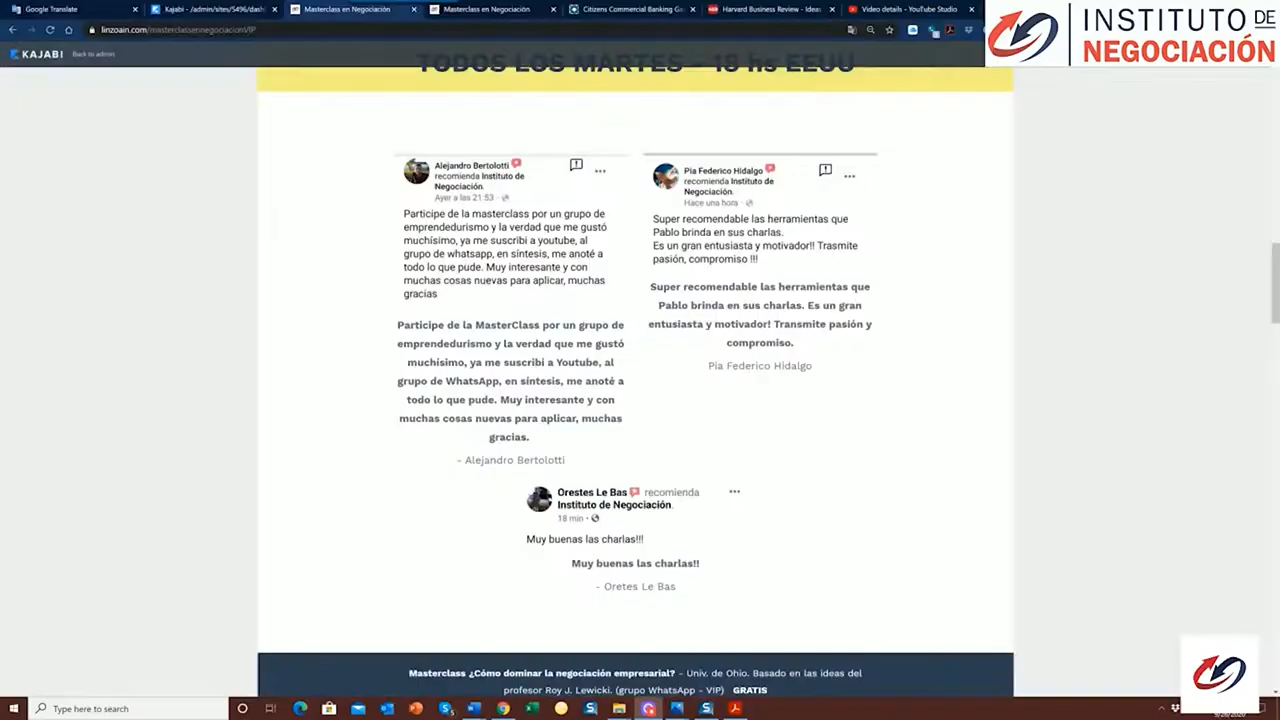 Google Translate
Kajabi - /admin/sites/5496/dashl
Masterclass en Negociación
Masterclass en Negociación
Citizens Commercial Banking Ga
Harvard Business Review - Ideas
Video details - YouTube Studio
linzoain.com/masterclassennegociacionVIP
KAJABI
Back to admin
INSTITUTO DE
NEGOCIACIÓN
TODOS LOS MARTES – 18 hs EEUU
Alejandro Bertolotti
recomienda Instituto de
Negociación.
Ayer a las 21:53
Participe de la masterclass por un grupo de
emprendedurismo y la verdad que me gustó
muchísimo, ya me suscribi a youtube, al
grupo de whatsapp, en síntesis, me anoté a
todo lo que pude. Muy interesante y con
muchas cosas nuevas para aplicar, muchas
gracias
Participe de la MasterClass por un grupo de
emprendedurismo y la verdad que me gustó
muchísimo, ya me suscribí a Youtube, al
grupo de WhatsApp, en síntesis, me anoté a
todo lo que pude. Muy interesante y con
muchas cosas nuevas para aplicar, muchas
gracias.
- Alejandro Bertolotti
Pia Federico Hidalgo
recomienda Instituto de
Negociación.
Hace una hora
Super recomendable las herramientas que
Pablo brinda en sus charlas.
Es un gran entusiasta y motivador!! Trasmite
pasión, compromiso !!!
Super recomendable las herramientas que
Pablo brinda en sus charlas. Es un gran
entusiasta y motivador! Transmite pasión y
compromiso.
Pia Federico Hidalgo
Orestes Le Bas recomienda
Instituto de Negociación.
18 min
Muy buenas las charlas!!!
Muy buenas las charlas!!
- Oretes Le Bas
Masterclass ¿Cómo dominar la negociación empresarial? - Univ. de Ohio. Basado en las ideas del
profesor Roy J. Lewicki. (grupo WhatsApp - VIP) GRATIS
Type here to search